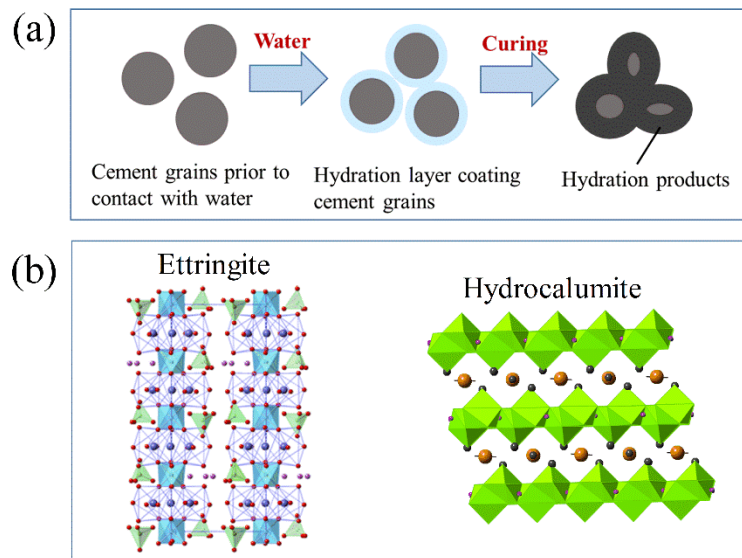 (a)
Water
Curing
Cement grains prior to
contact with water
Hydration layer coating
cement grains
Hydration products
(b)
Ettringite
Hydrocalumite